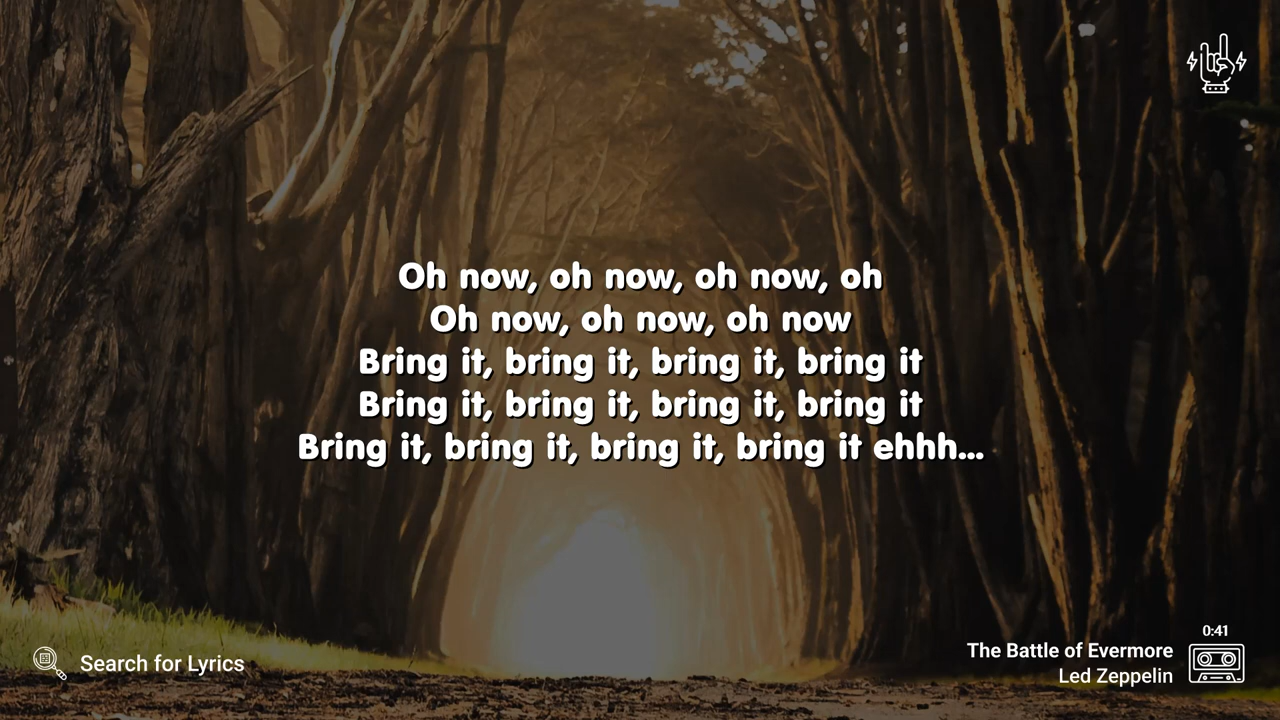 Oh now, oh now, oh now, oh
Oh now, oh now, oh now
Bring it, bring it, bring it, bring it
Bring it, bring it, bring it, bring it
Bring it, bring it, bring it, bring it ehhh...
0:41
Search for Lyrics
The Battle of Evermore
Led Zeppelin